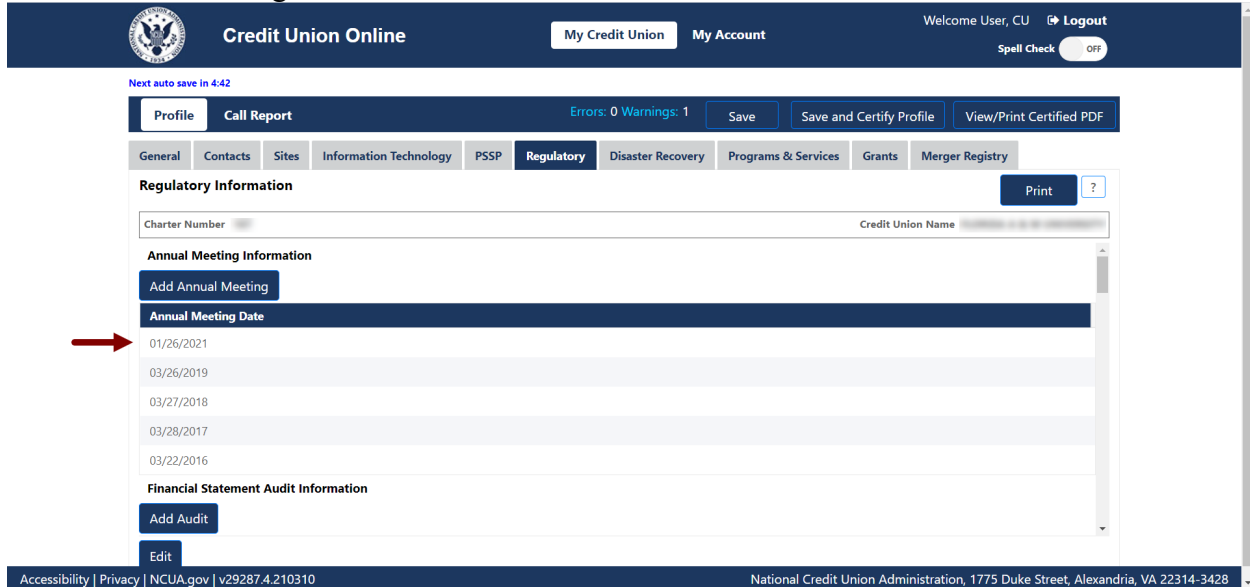 Credit Union Online
My Credit Union My Account
Welcome User, CU Logout
Spell Check OFF
Next auto save in 4:42
Profile Call Report Errors: 0 Warnings: 1 Save Save and Certify Profile View/Print Certified PDF
General Contacts Sites Information Technology PSSP Regulatory Disaster Recovery Programs & Services Grants Merger Registry
Regulatory Information Print ?
Charter Number Credit Union Name
Annual Meeting Information
Add Annual Meeting
Annual Meeting Date
01/26/2021
03/26/2019
03/27/2018
03/28/2017
03/22/2016
Financial Statement Audit Information
Add Audit
Edit
Accessibility | Privacy | NCUA.gov | v29287.4.210310 National Credit Union Administration, 1775 Duke Street, Alexandria, VA 22314-3428